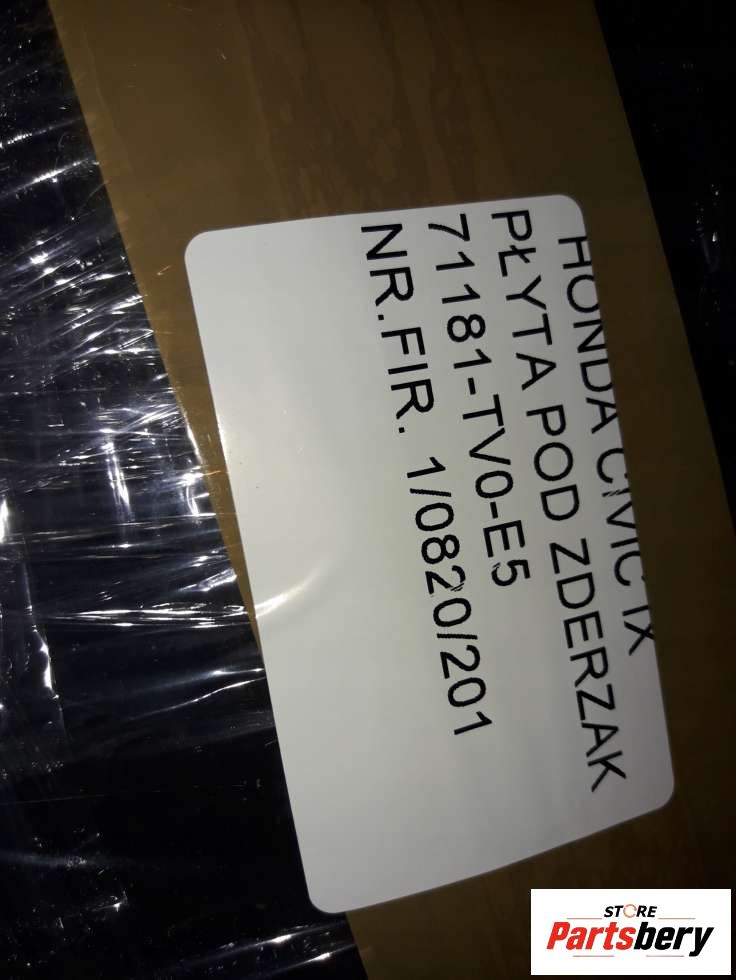 HONDA CIVIC IX
PŁYTA POD ZDERZAK
71181-TV0-E5
NR.FIR. 1/0820/201
STORE
Partsbery